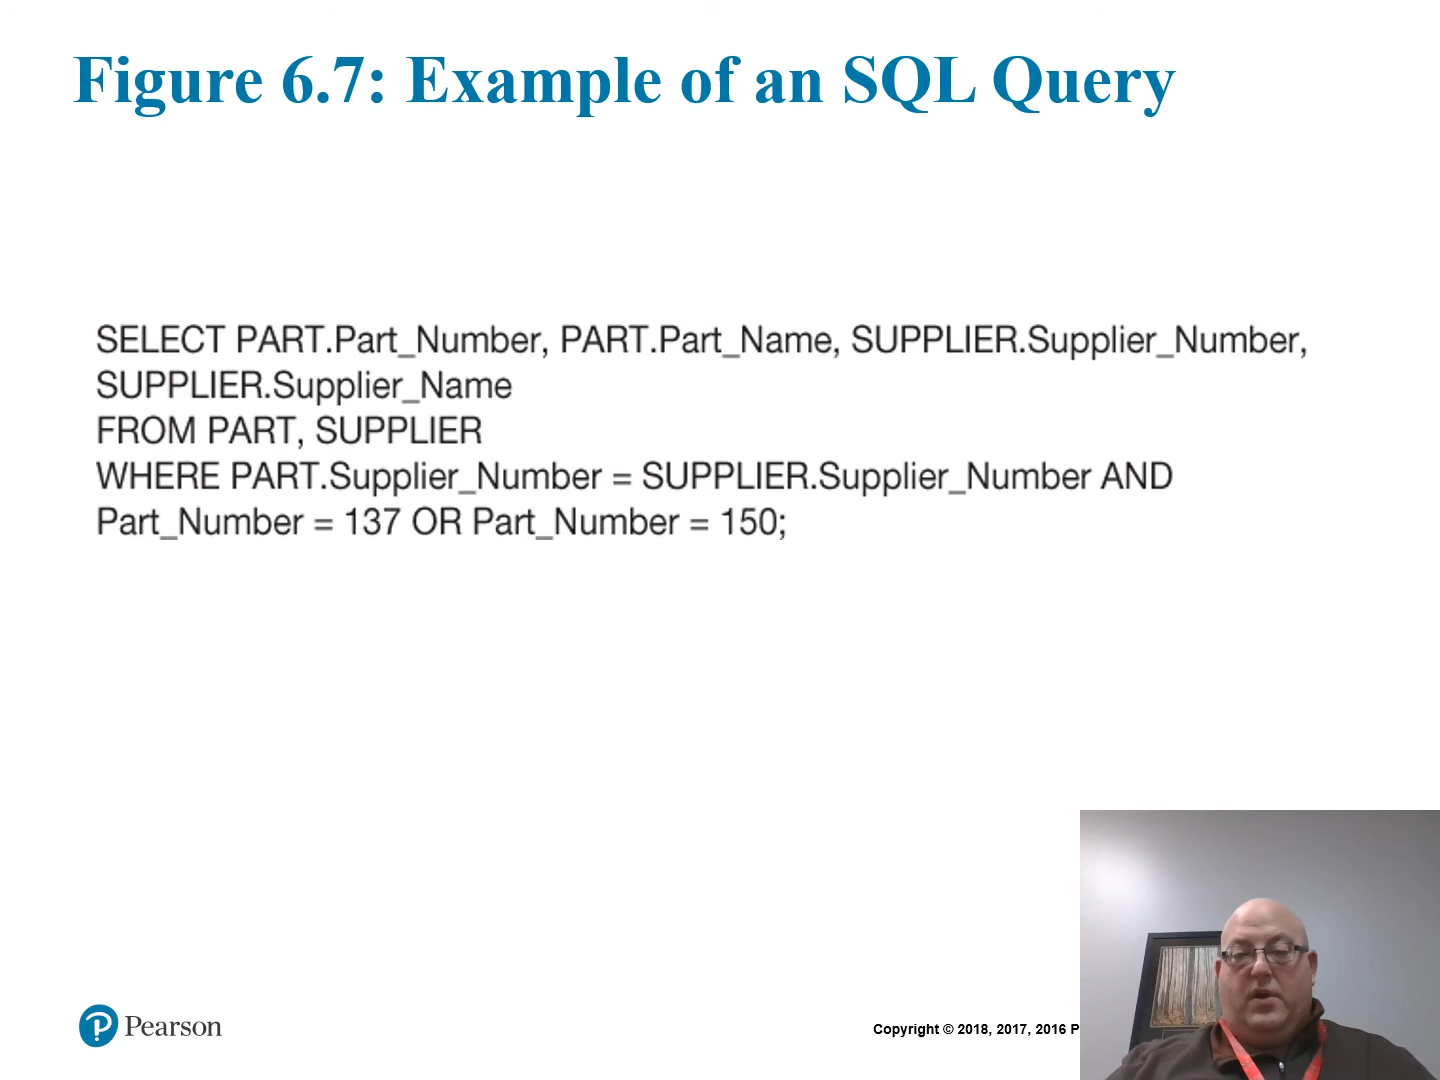 Figure 6.7: Example of an SQL Query
SELECT PART.Part_Number, PART.Part_Name, SUPPLIER.Supplier_Number,
SUPPLIER.Supplier_Name
FROM PART, SUPPLIER
WHERE PART.Supplier_Number = SUPPLIER.Supplier_Number AND
Part_Number = 137 OR Part_Number = 150;
Pearson
Copyright © 2018, 2017, 2016 P